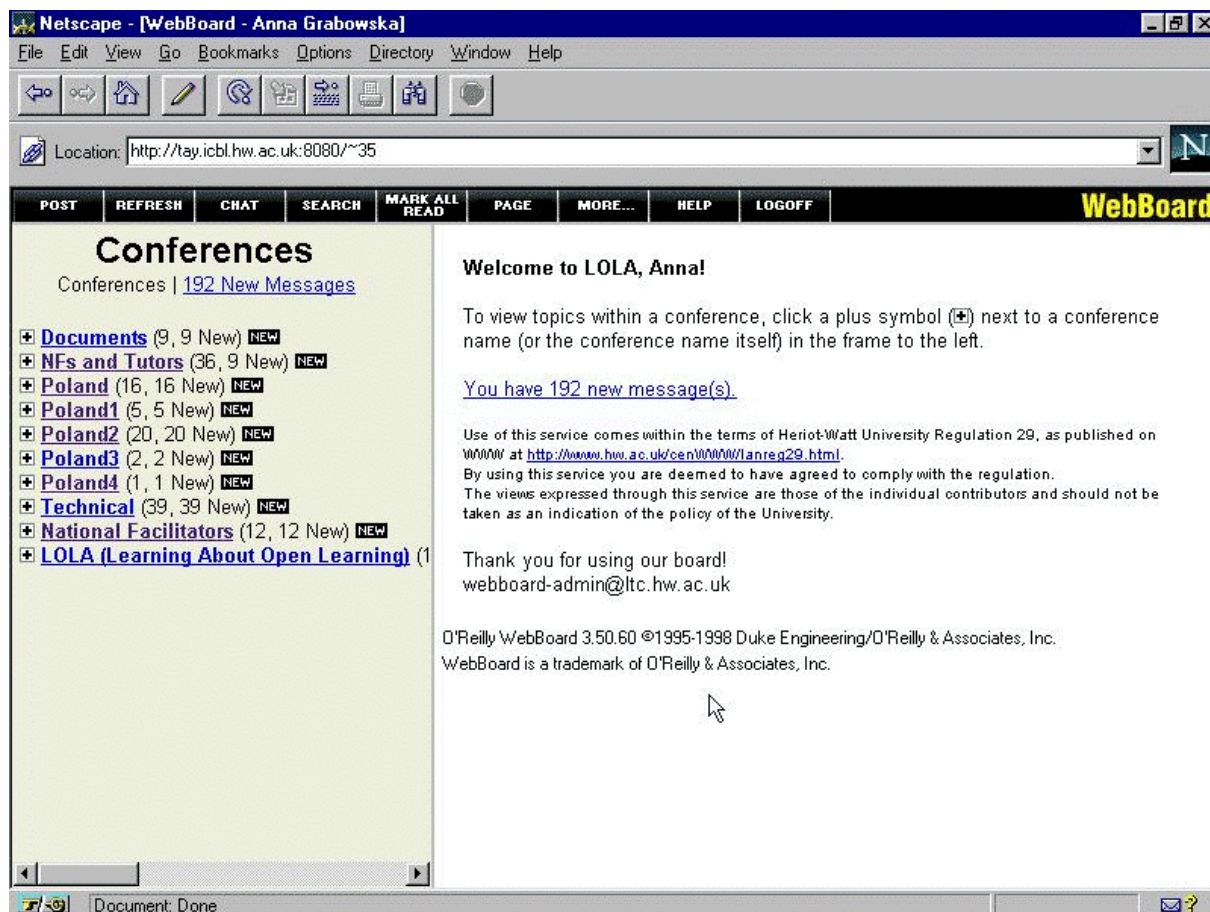 Netscape - [WebBoard - Anna Grabowska]
File Edit View Go Bookmarks Options Directory Window Help
Location: http://tay.icbl.hw.ac.uk:8080/~35
N
POST REFRESH CHAT SEARCH MARK ALL READ PAGE MORE... HELP LOGOFF WebBoard
Conferences
Conferences | 192 New Messages
Documents (9, 9 New) NEW
NFs and Tutors (36, 9 New) NEW
Poland (16, 16 New) NEW
Poland1 (5, 5 New) NEW
Poland2 (20, 20 New) NEW
Poland3 (2, 2 New) NEW
Poland4 (1, 1 New) NEW
Technical (39, 39 New) NEW
National Facilitators (12, 12 New) NEW
LOLA (Learning About Open Learning) (1
Welcome to LOLA, Anna!
To view topics within a conference, click a plus symbol (+) next to a conference
name (or the conference name itself) in the frame to the left.
You have 192 new message(s).
Use of this service comes within the terms of Heriot-Watt University Regulation 29, as published on
WWW at http://www.hw.ac.uk/cenWWW/lanreg29.html.
By using this service you are deemed to have agreed to comply with the regulation.
The views expressed through this service are those of the individual contributors and should not be
taken as an indication of the policy of the University.
Thank you for using our board!
webboard-admin@ltc.hw.ac.uk
O'Reilly WebBoard 3.50.60 ©1995-1998 Duke Engineering/O'Reilly & Associates, Inc.
WebBoard is a trademark of O'Reilly & Associates, Inc.
Document: Done